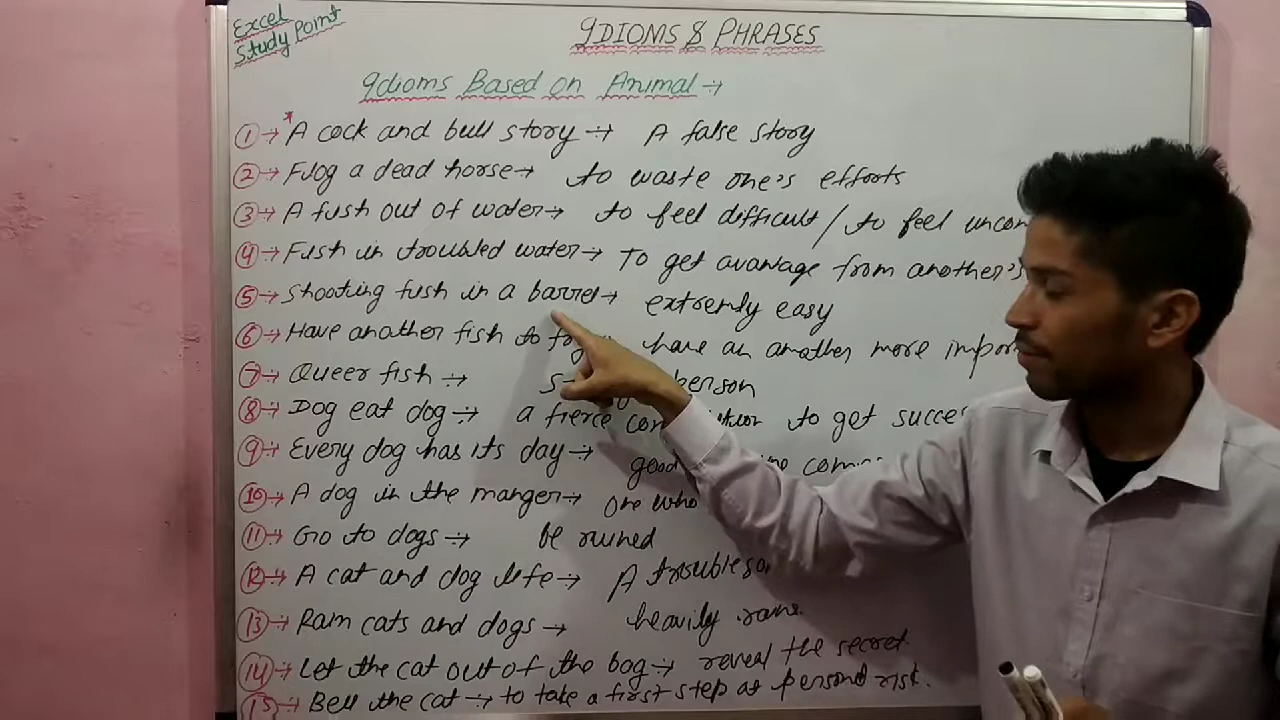 Excel
Study Point
IDIOMS & PHRASES
Idioms Based on Animal →
① → *A cock and bull story → A false story
② → Flog a dead horse → to waste one's efforts
③ → A fish out of water → to feel difficult / to feel uncom
④ → Fish in troubled water → To get avantage from another's
⑤ → Shooting fish in a barrel → extremly easy
⑥ → Have another fish to have an another more impor
⑦ → Queer fish → person
⑧ → Dog eat dog → a fierce to get succes
⑨ → Every dog has its day → good
⑩ → A dog in the manger → one who
⑪ → Go to dogs → be ruined
⑫ → A cat and dog life → A
⑬ → Rain cats and dogs → heavily rains.
⑭ → Let the cat out of the bag → reveal the secret.
⑮ → Bell the cat → to take a first step at personal risk.